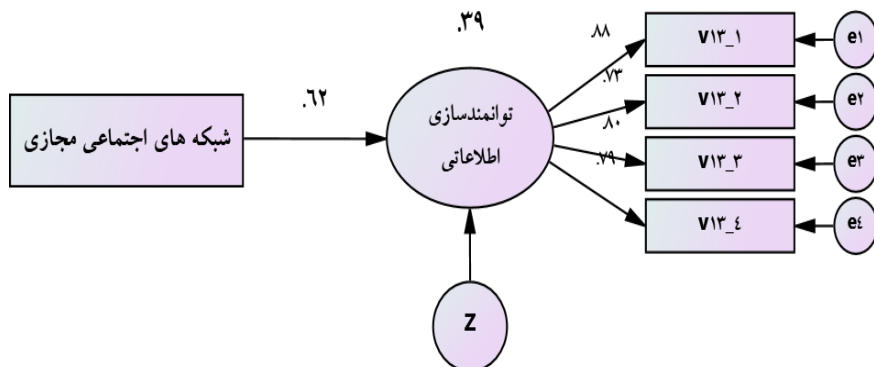 .۳۹
.۶۲
شبکه های اجتماعی مجازی
توانمندسازی
اطلاعاتی
.۸۸
.۷۳
.۸۰
.۷۹
v۱۳_۱
v۱۳_۲
v۱۳_۳
v۱۳_٤
e۱
e۲
e۳
e٤
Z